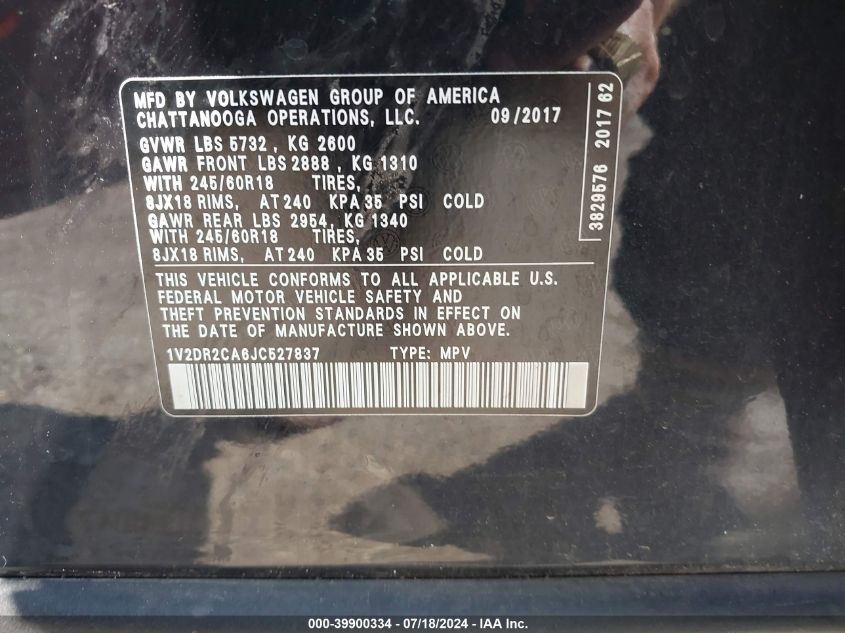 MFD BY VOLKSWAGEN GROUP OF AMERICA
CHATTANOOGA OPERATIONS, LLC. 09/2017
GVWR LBS 5732 , KG 2600
GAWR FRONT LBS 2888 , KG 1310
WITH 245/60R18 TIRES,
8JX18 RIMS, AT 240 KPA 35 PSI COLD
GAWR REAR LBS 2954, KG 1340
WITH 245/60R18 TIRES,
8JX18 RIMS, AT 240 KPA 35 PSI COLD
THIS VEHICLE CONFORMS TO ALL APPLICABLE U.S.
FEDERAL MOTOR VEHICLE SAFETY AND
THEFT PREVENTION STANDARDS IN EFFECT ON
THE DATE OF MANUFACTURE SHOWN ABOVE.
1V2DR2CA6JC527837 TYPE: MPV
3829576 2017 62
000-39900334 — 07/18/2024 - IAA Inc.